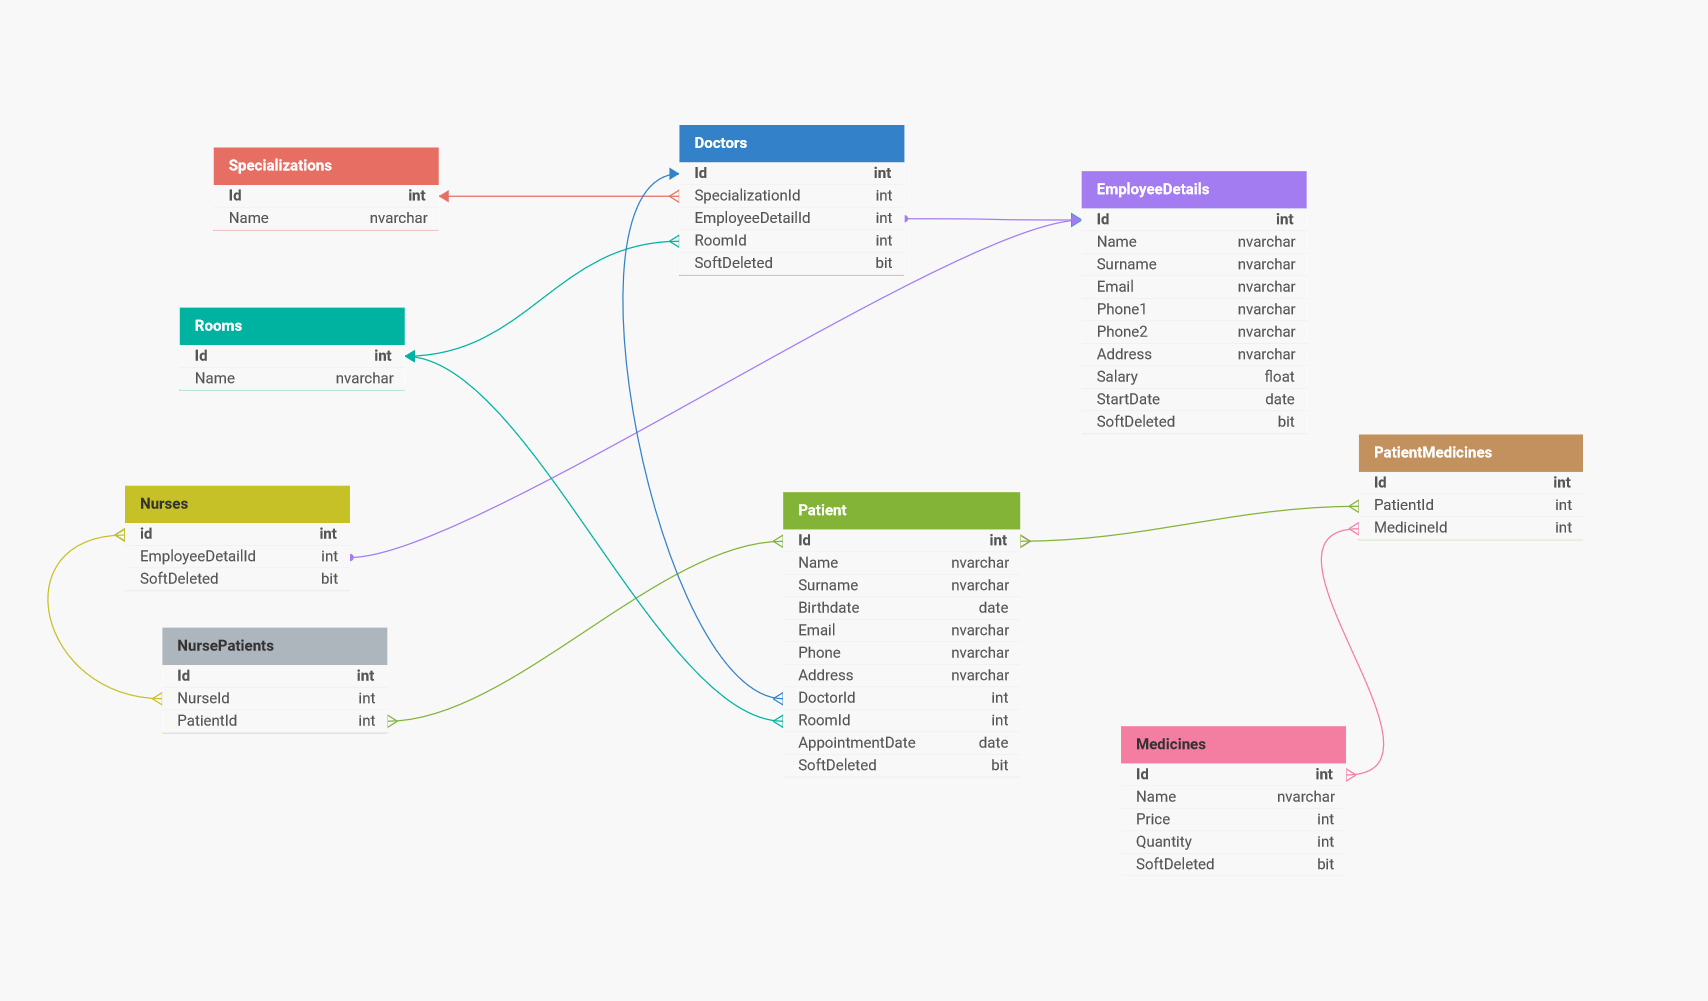 Specializations
Id int
Name nvarchar
Doctors
Id int
SpecializationId int
EmployeeDetailId int
RoomId int
SoftDeleted bit
EmployeeDetails
Id int
Name nvarchar
Surname nvarchar
Email nvarchar
Phone1 nvarchar
Phone2 nvarchar
Address nvarchar
Salary float
StartDate date
SoftDeleted bit
Rooms
Id int
Name nvarchar
PatientMedicines
Id int
PatientId int
MedicineId int
Nurses
id int
EmployeeDetailId int
SoftDeleted bit
Patient
Id int
Name nvarchar
Surname nvarchar
Birthdate date
Email nvarchar
Phone nvarchar
Address nvarchar
DoctorId int
RoomId int
AppointmentDate date
SoftDeleted bit
NursePatients
Id int
NurseId int
PatientId int
Medicines
Id int
Name nvarchar
Price int
Quantity int
SoftDeleted bit